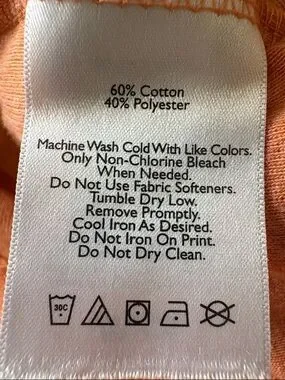 60% Cotton
40% Polyester
Machine Wash Cold With Like Colors.
Only Non-Chlorine Bleach
When Needed.
Do Not Use Fabric Softeners.
Tumble Dry Low.
Remove Promptly.
Cool Iron As Desired.
Do Not Iron On Print.
Do Not Dry Clean.
30C